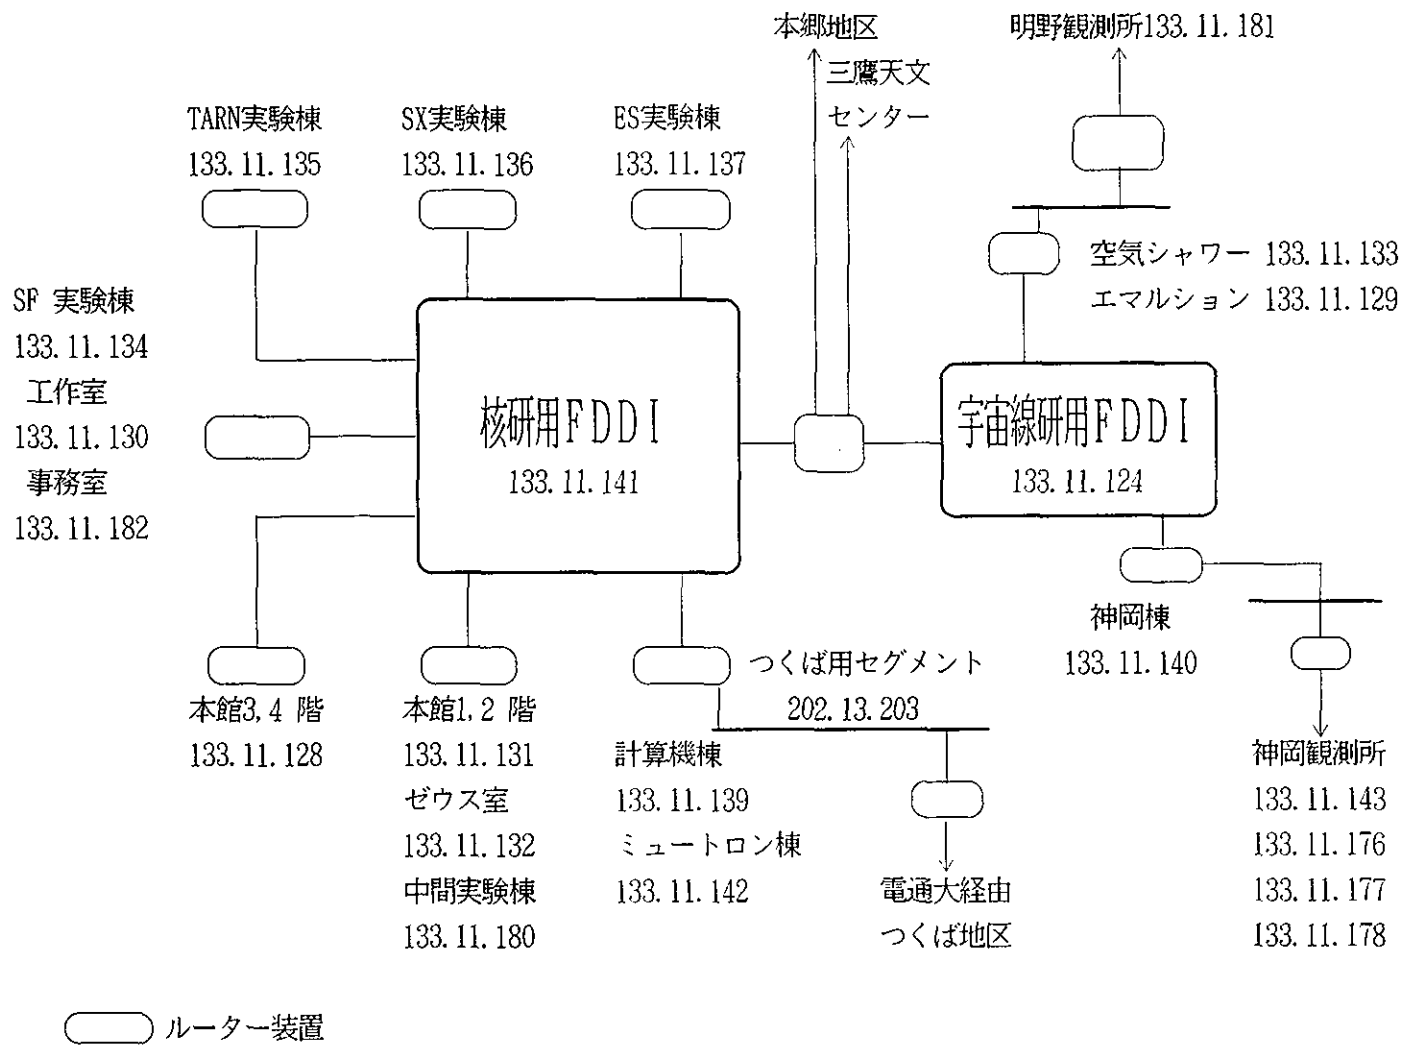 本郷地区
三鷹天文
センター
明野観測所133.11.181
TARN実験棟
133.11.135
SX実験棟
133.11.136
ES実験棟
133.11.137
空気シャワー 133.11.133
エマルション 133.11.129
SF 実験棟
133.11.134
工作室
133.11.130
事務室
133.11.182
核研用FDDI
133.11.141
宇宙線研用FDDI
133.11.124
神岡棟
133.11.140
本館3,4 階
133.11.128
本館1,2 階
133.11.131
ゼウス室
133.11.132
中間実験棟
133.11.180
つくば用セグメント
202.13.203
計算機棟
133.11.139
ミュートロン棟
133.11.142
電通大経由
つくば地区
神岡観測所
133.11.143
133.11.176
133.11.177
133.11.178
ルーター装置